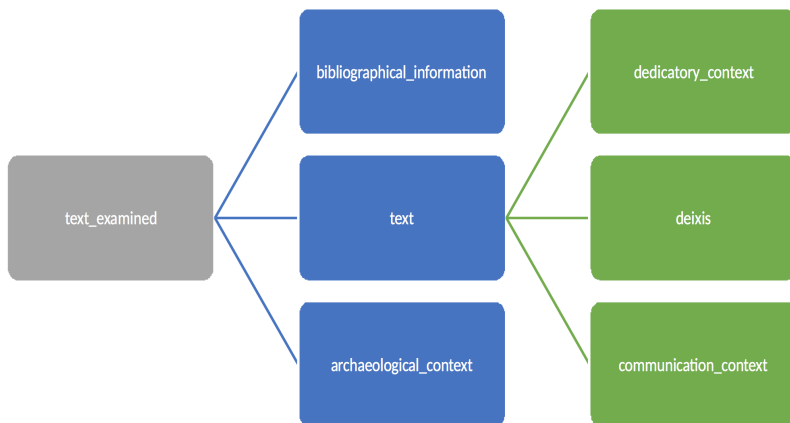 text_examined
bibliographical_information
text
archaeological_context
dedicatory_context
deixis
communication_context